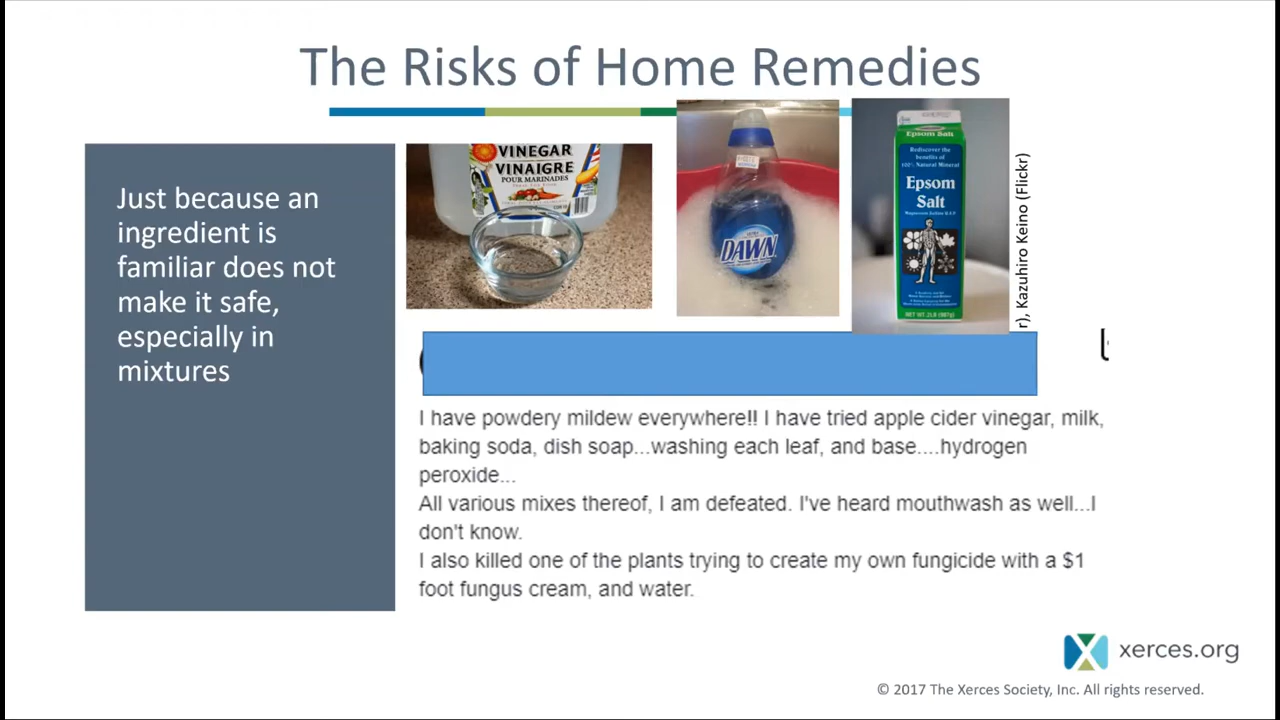 The Risks of Home Remedies
Just because an
ingredient is
familiar does not
make it safe,
especially in
mixtures
VINEGAR
VINAIGRE
POUR MARINADES
ULTRA
DAWN
Epsom Salt
Rediscover the
benefits of
100% Natural Mineral
Epsom
Salt
Magnesium Sulfate U.S.P.
NET WT. 2LB (907g)
r), Kazuhiro Keino (Flickr)
I have powdery mildew everywhere!! I have tried apple cider vinegar, milk,
baking soda, dish soap...washing each leaf, and base....hydrogen
peroxide...
All various mixes thereof, I am defeated. I've heard mouthwash as well...I
don't know.
I also killed one of the plants trying to create my own fungicide with a $1
foot fungus cream, and water.
xerces.org
© 2017 The Xerces Society, Inc. All rights reserved.